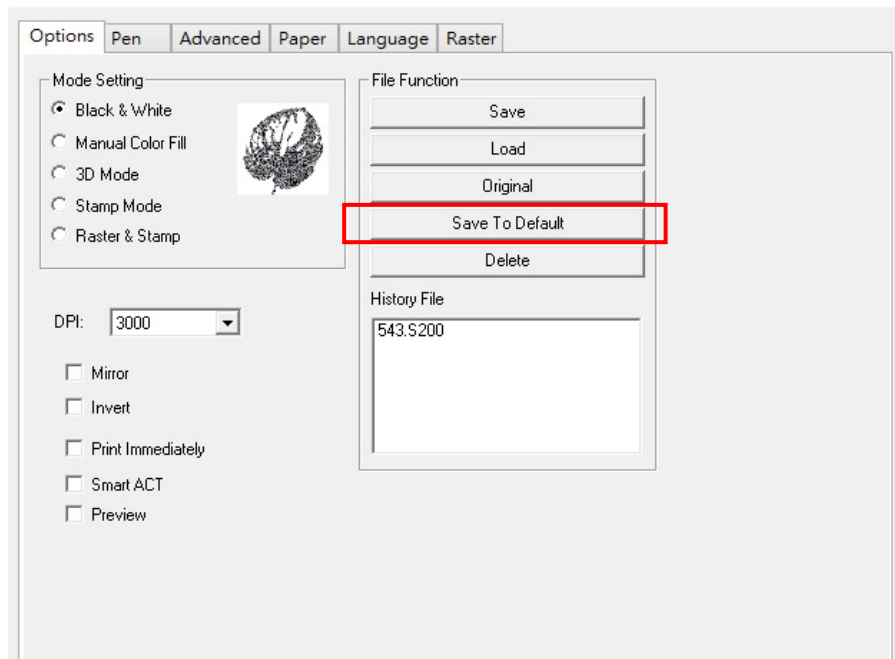 Options Pen Advanced Paper Language Raster
Mode Setting
Black & White
Manual Color Fill
3D Mode
Stamp Mode
Raster & Stamp
DPI: 3000
Mirror
Invert
Print Immediately
Smart ACT
Preview
File Function
Save
Load
Original
Save To Default
Delete
History File
543.S200